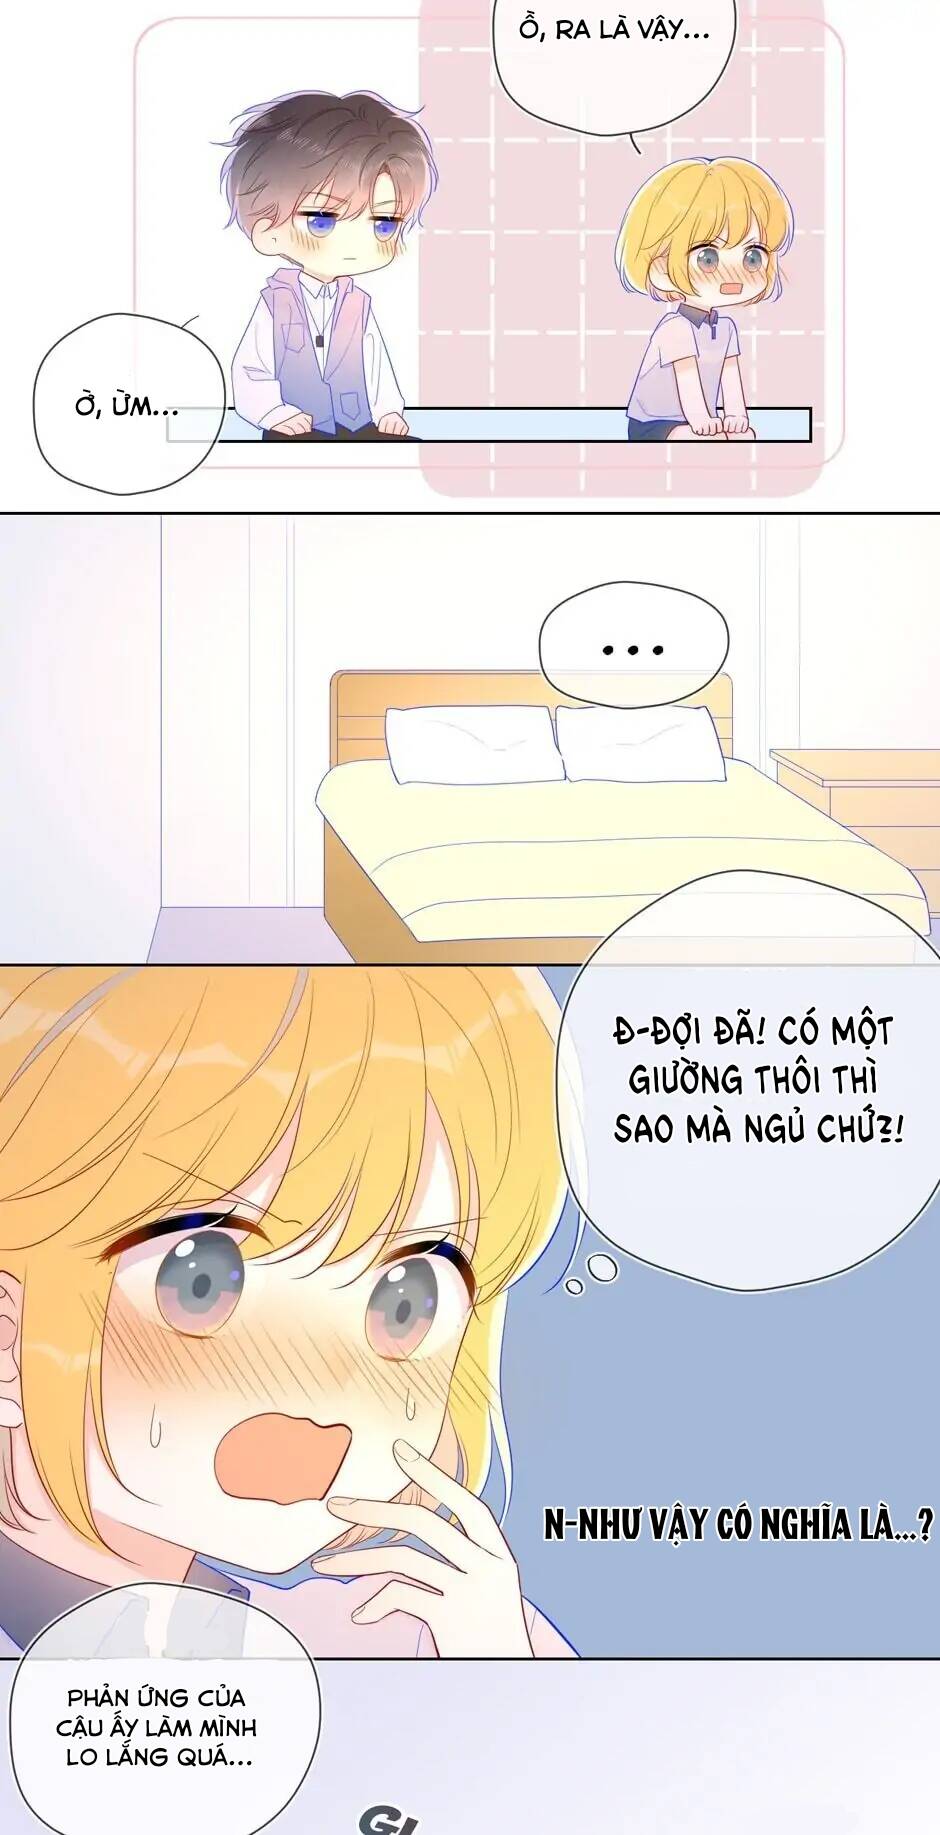 Ồ, RA LÀ VẬY...
Ờ, ỪM...
...
Đ-ĐỢI ĐÃ! CÓ MỘT
GIƯỜNG THÔI THÌ
SAO MÀ NGỦ CHỨ?!
N-NHƯ VẬY CÓ NGHĨA LÀ...?
PHẢN ỨNG CỦA
CẬU ẤY LÀM MÌNH
LO LẮNG QUÁ...